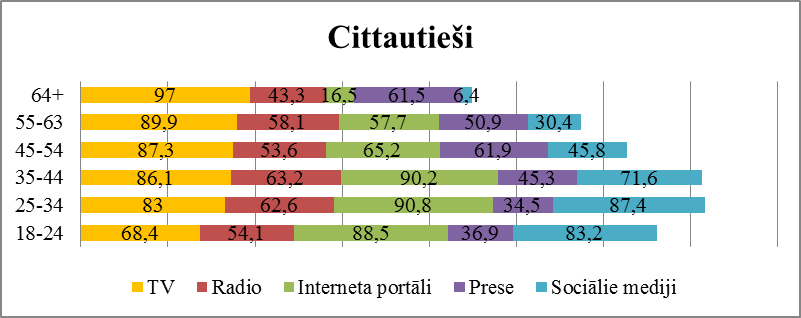 Cittautieši
64+ 97 43,3 16,5 61,5 6,4
55-63 89,9 58,1 57,7 50,9 30,4
45-54 87,3 53,6 65,2 61,9 45,8
35-44 86,1 63,2 90,2 45,3 71,6
25-34 83 62,6 90,8 34,5 87,4
18-24 68,4 54,1 88,5 36,9 83,2
TV Radio Interneta portāli Prese Sociālie mediji